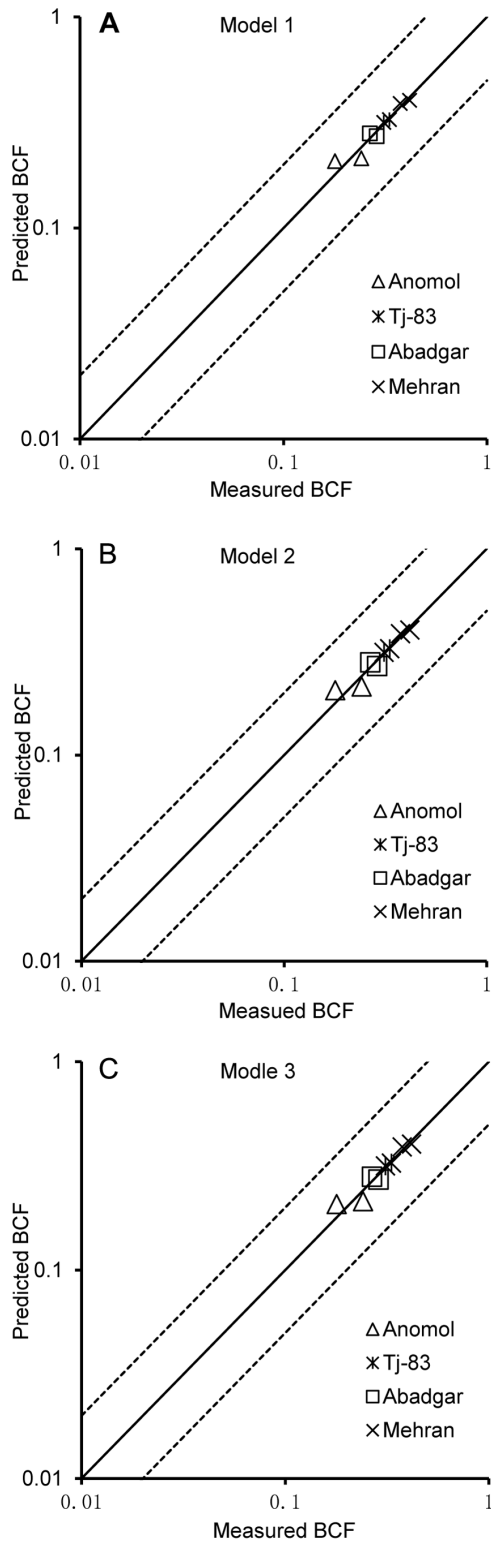 1
A
Model 1
Predicted BCF
0.1
Anomol
Tj-83
Abadgar
Mehran
0.01
0.01
0.1
1
Measured BCF
1
B
Model 2
Predicted BCF
0.1
Anomol
Tj-83
Abadgar
Mehran
0.01
0.01
0.1
1
Measued BCF
1
C
Modle 3
Predicted BCF
0.1
Anomol
Tj-83
Abadgar
Mehran
0.01
0.01
0.1
1
Measured BCF